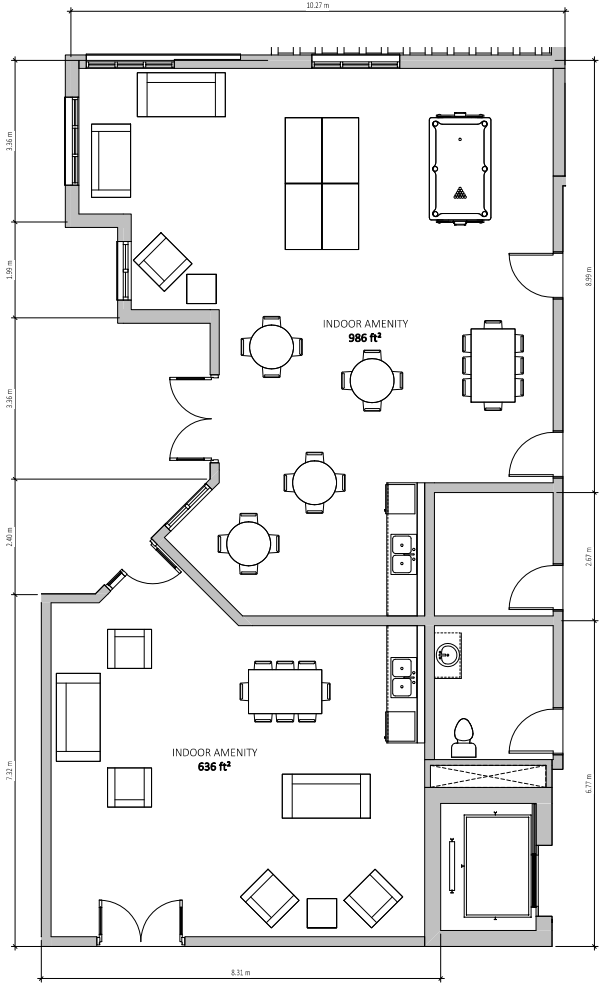 10.27 m
3.36 m
1.99 m
8.99 m
INDOOR AMENITY
986 ft²
3.36 m
2.40 m
2.67 m
INDOOR AMENITY
636 ft²
7.32 m
6.77 m
8.31 m